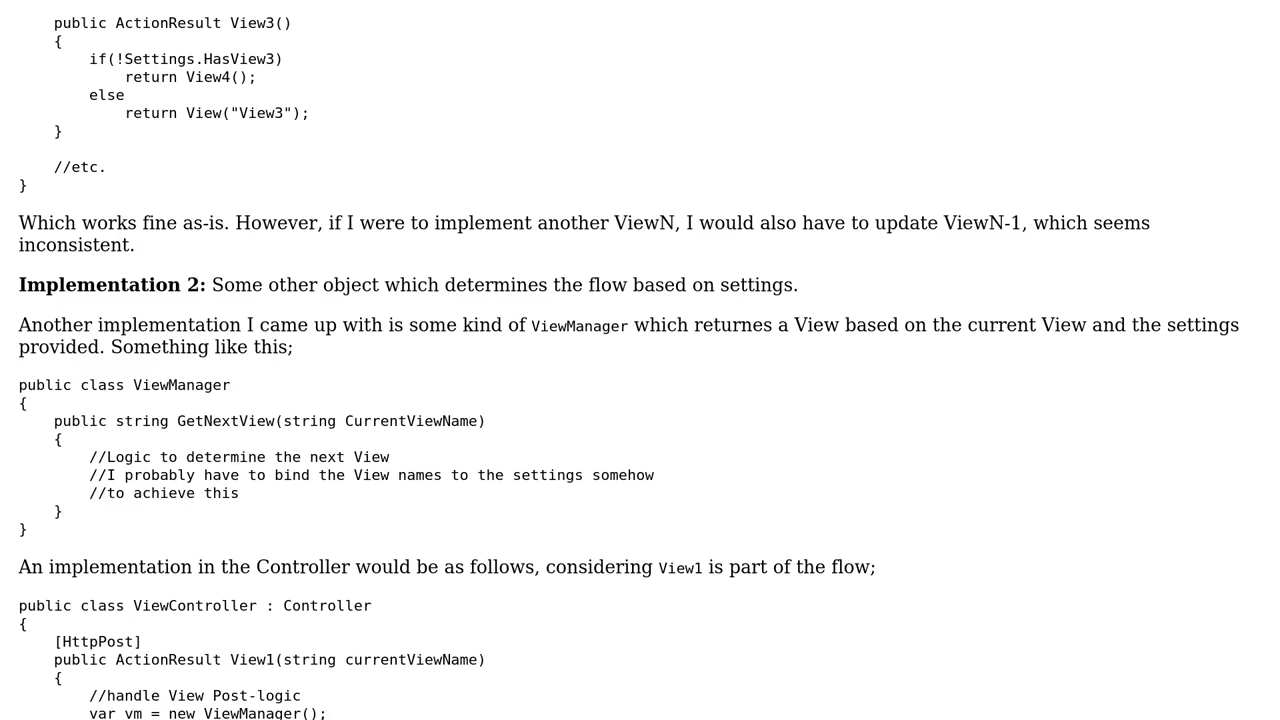 public ActionResult View3()
    {
        if(!Settings.HasView3)
            return View4();
        else
            return View("View3");
    }

    //etc.
}
Which works fine as-is. However, if I were to implement another ViewN, I would also have to update ViewN-1, which seems
inconsistent.
Implementation 2: Some other object which determines the flow based on settings.
Another implementation I came up with is some kind of ViewManager which returnes a View based on the current View and the settings
provided. Something like this;
public class ViewManager
{
    public string GetNextView(string CurrentViewName)
    {
        //Logic to determine the next View
        //I probably have to bind the View names to the settings somehow
        //to achieve this
    }
}
An implementation in the Controller would be as follows, considering View1 is part of the flow;
public class ViewController : Controller
{
    [HttpPost]
    public ActionResult View1(string currentViewName)
    {
        //handle View Post-logic
        var vm = new ViewManager();